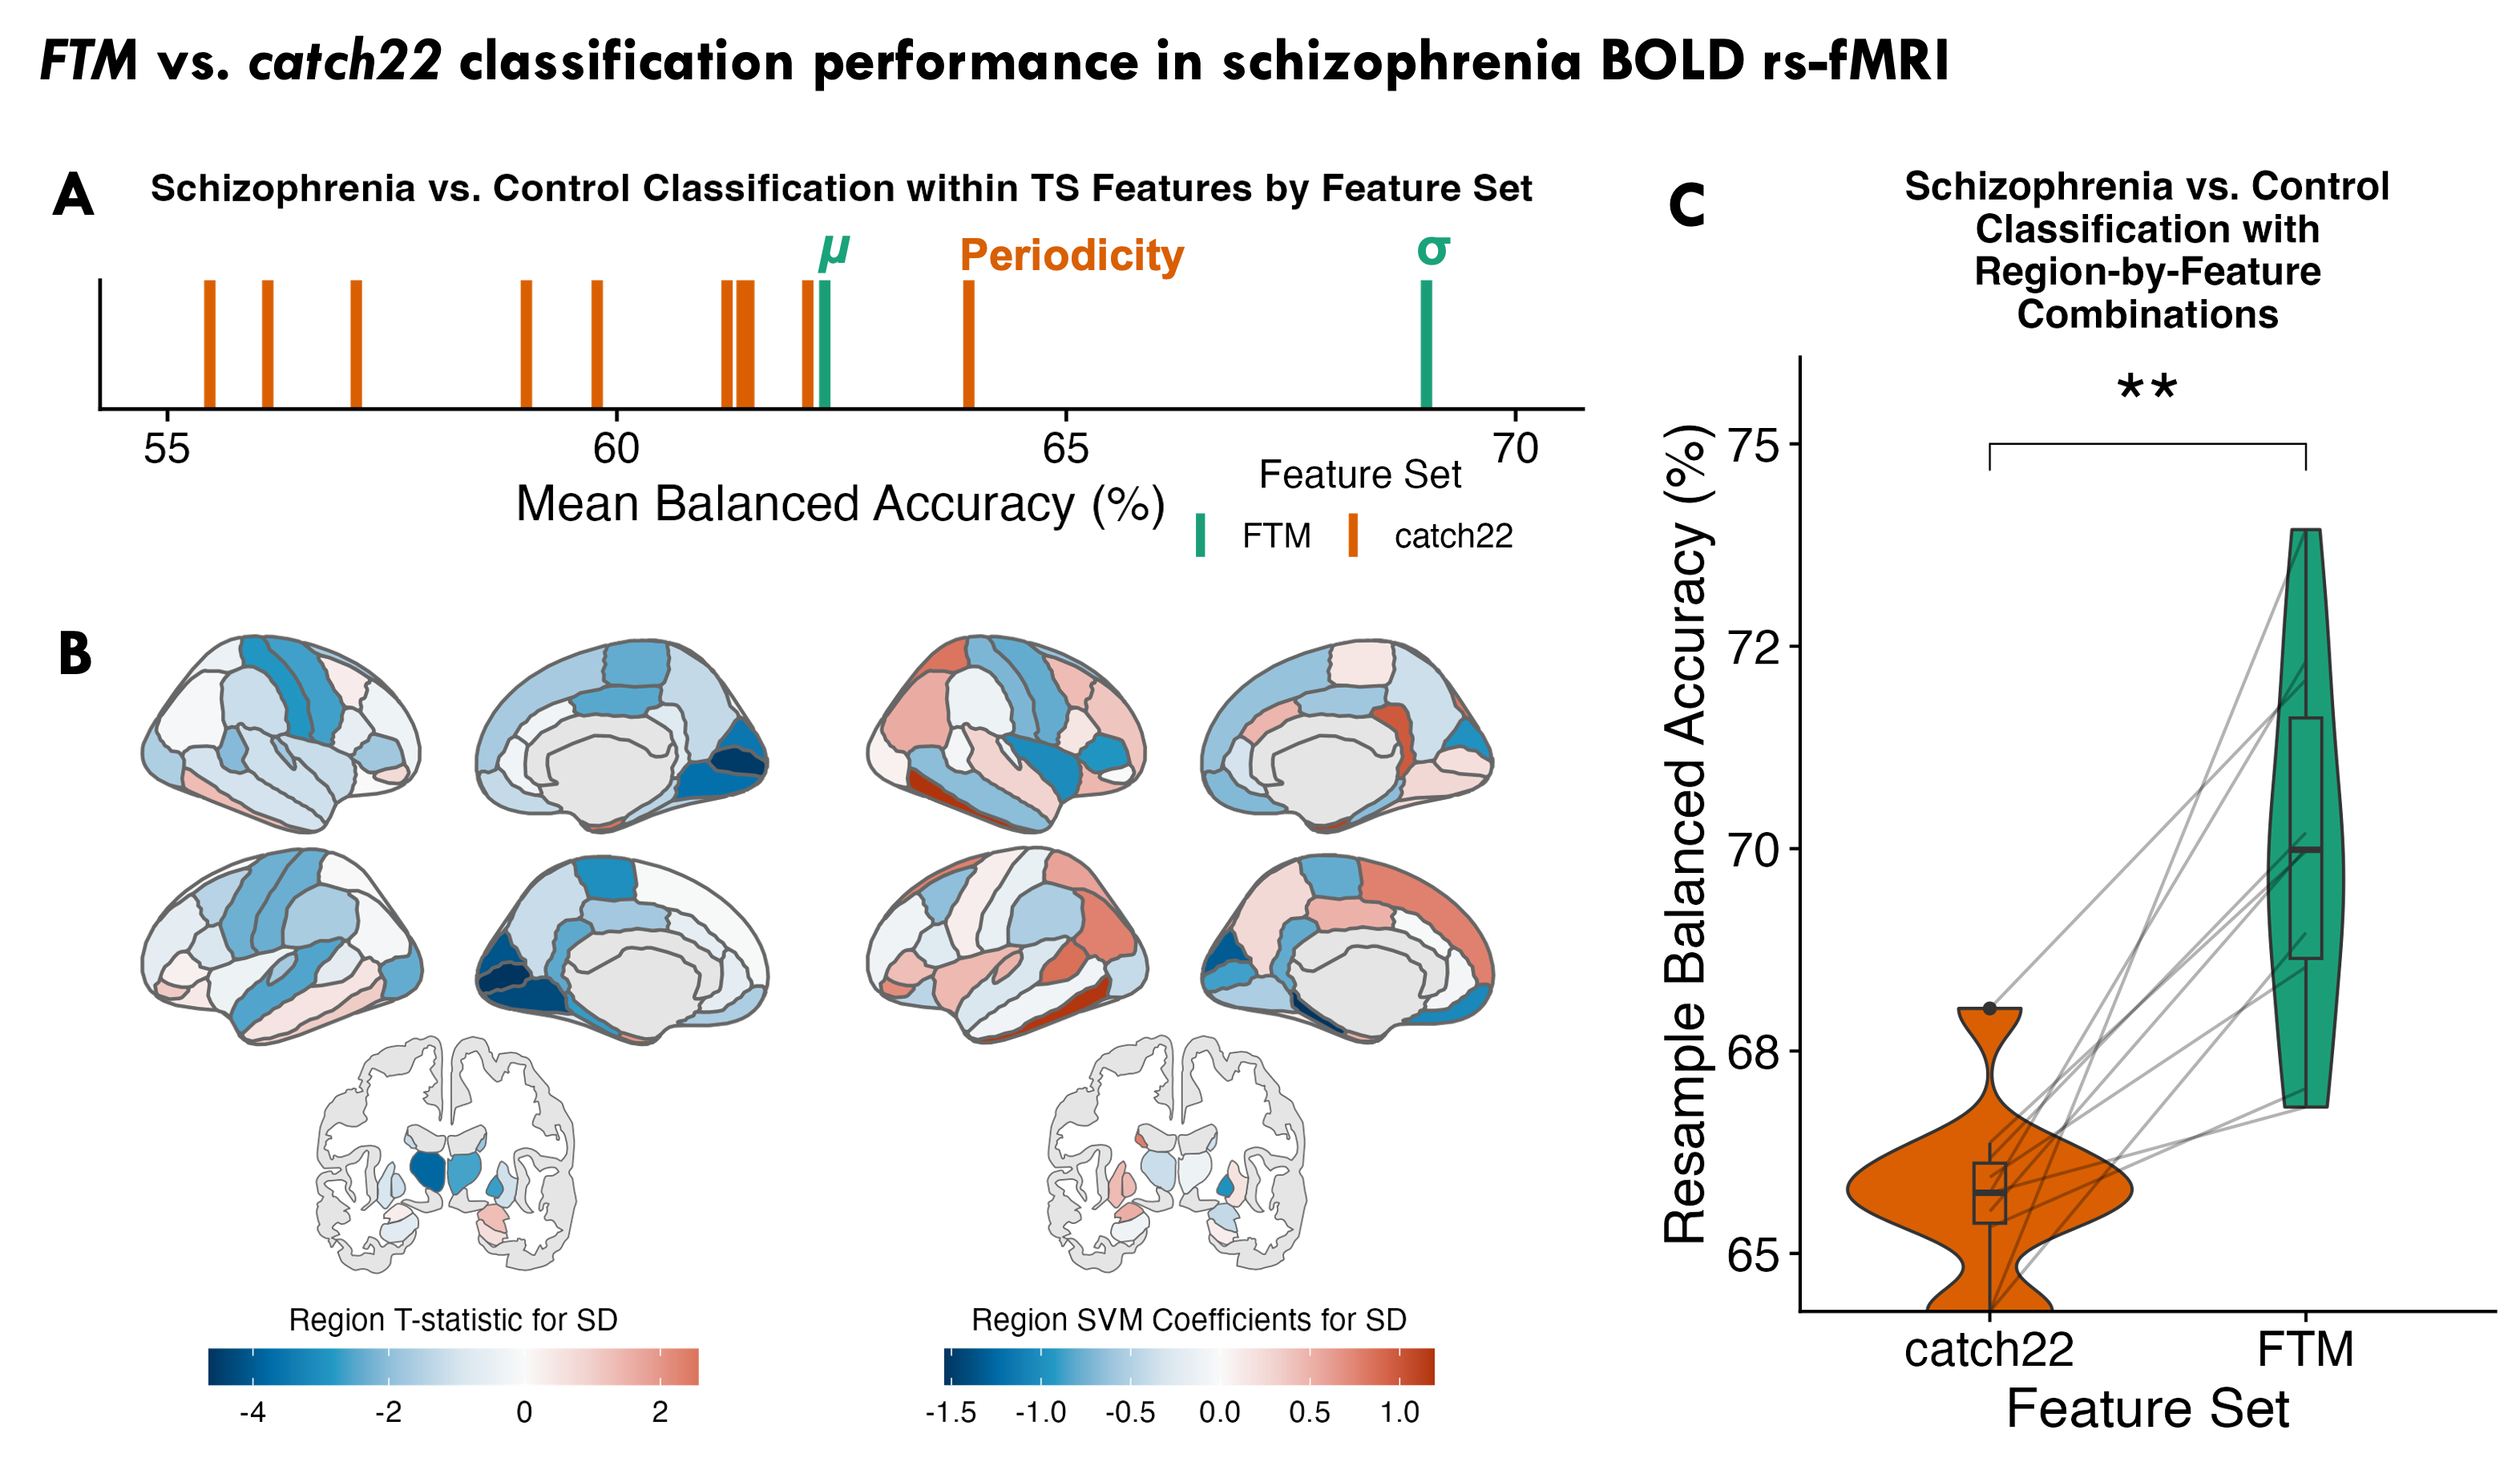 FTM vs. catch22 classification performance in schizophrenia BOLD rs-fMRI
A
Schizophrenia vs. Control Classification within TS Features by Feature Set
μ
Periodicity
σ
55
60
65
70
Mean Balanced Accuracy (%)
Feature Set
FTM
catch22
B
Region T-statistic for SD
-4
-2
0
2
Region SVM Coefficients for SD
-1.5
-1.0
-0.5
0.0
0.5
1.0
C
Schizophrenia vs. Control
Classification with
Region-by-Feature
Combinations
**
Resample Balanced Accuracy (%)
75
72
70
68
65
catch22
FTM
Feature Set